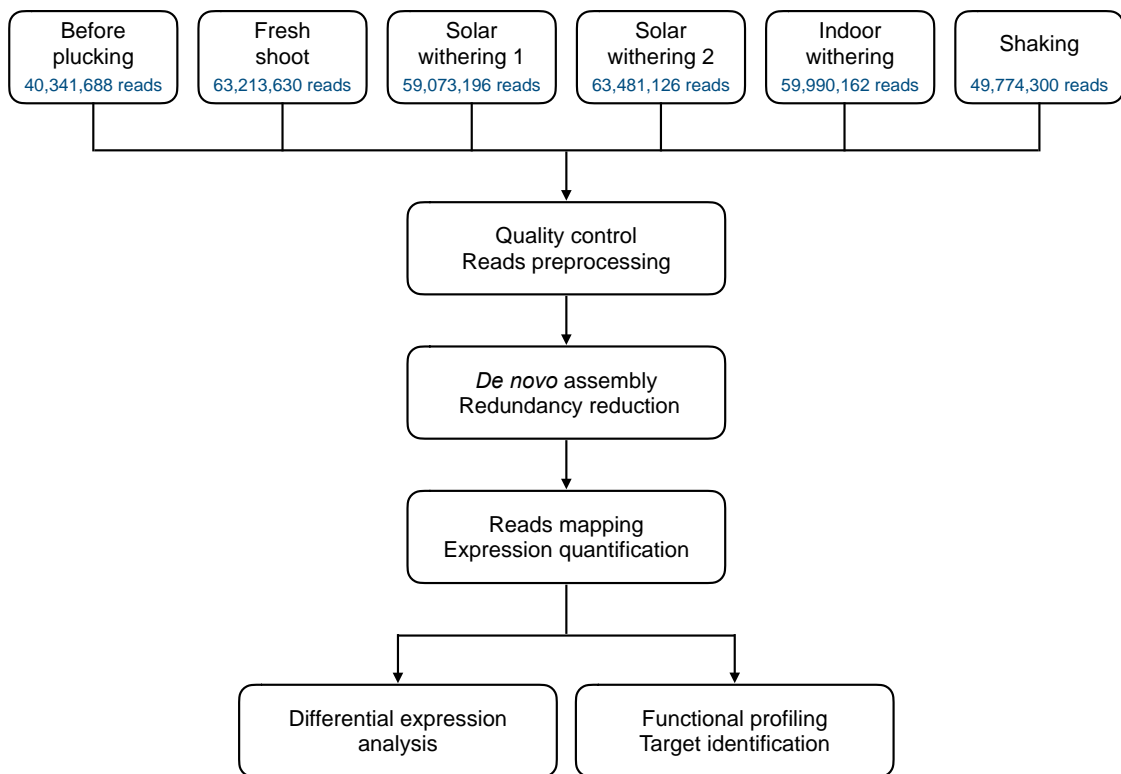 Before
plucking
40,341,688 reads
Fresh
shoot
63,213,630 reads
Solar
withering 1
59,073,196 reads
Solar
withering 2
63,481,126 reads
Indoor
withering
59,990,162 reads
Shaking
49,774,300 reads
Quality control
Reads preprocessing
De novo assembly
Redundancy reduction
Reads mapping
Expression quantification
Differential expression
analysis
Functional profiling
Target identification